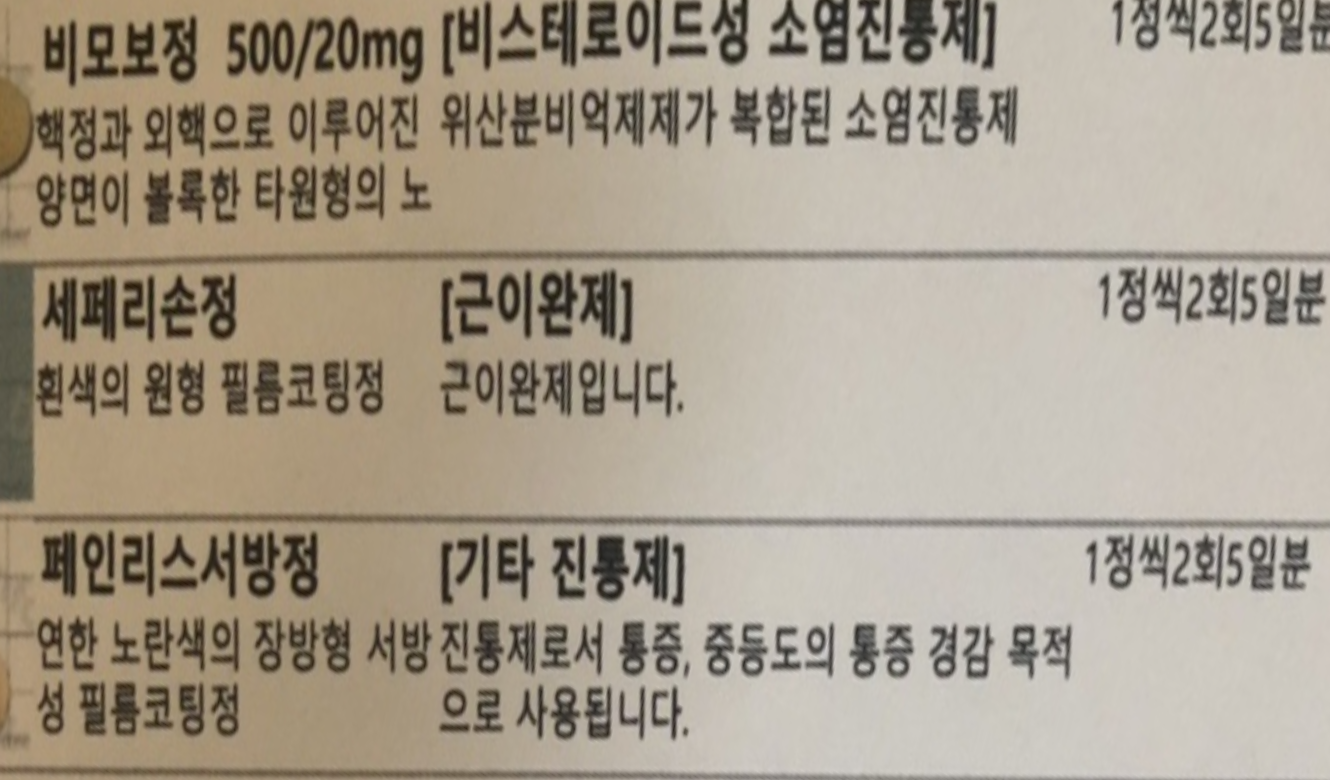 비모보정 500/20mg [비스테로이드성 소염진통제] 1정씩2회5일분
핵정과 외핵으로 이루어진 위산분비억제제가 복합된 소염진통제
양면이 볼록한 타원형의 노
세페리손정 [근이완제] 1정씩2회5일분
흰색의 원형 필름코팅정 근이완제입니다.
페인리스서방정 [기타 진통제] 1정씩2회5일분
연한 노란색의 장방형 서방 진통제로서 통증, 중등도의 통증 경감 목적
성 필름코팅정 으로 사용됩니다.